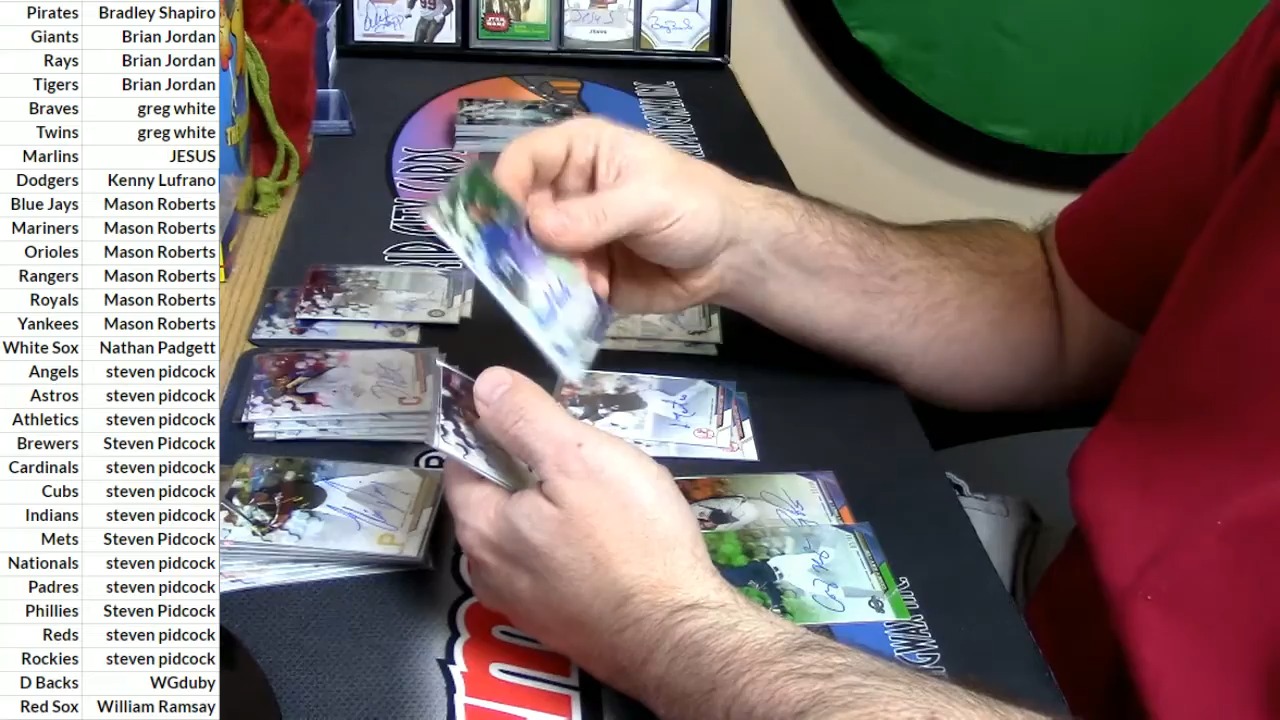 Pirates Bradley Shapiro
Giants Brian Jordan
Rays Brian Jordan
Tigers Brian Jordan
Braves greg white
Twins greg white
Marlins JESUS
Dodgers Kenny Lufrano
Blue Jays Mason Roberts
Mariners Mason Roberts
Orioles Mason Roberts
Rangers Mason Roberts
Royals Mason Roberts
Yankees Mason Roberts
White Sox Nathan Padgett
Angels steven pidcock
Astros steven pidcock
Athletics steven pidcock
Brewers Steven Pidcock
Cardinals steven pidcock
Cubs steven pidcock
Indians steven pidcock
Mets Steven Pidcock
Nationals steven pidcock
Padres steven pidcock
Phillies Steven Pidcock
Reds steven pidcock
Rockies steven pidcock
D Backs WGduby
Red Sox William Ramsay
CITY CARDS